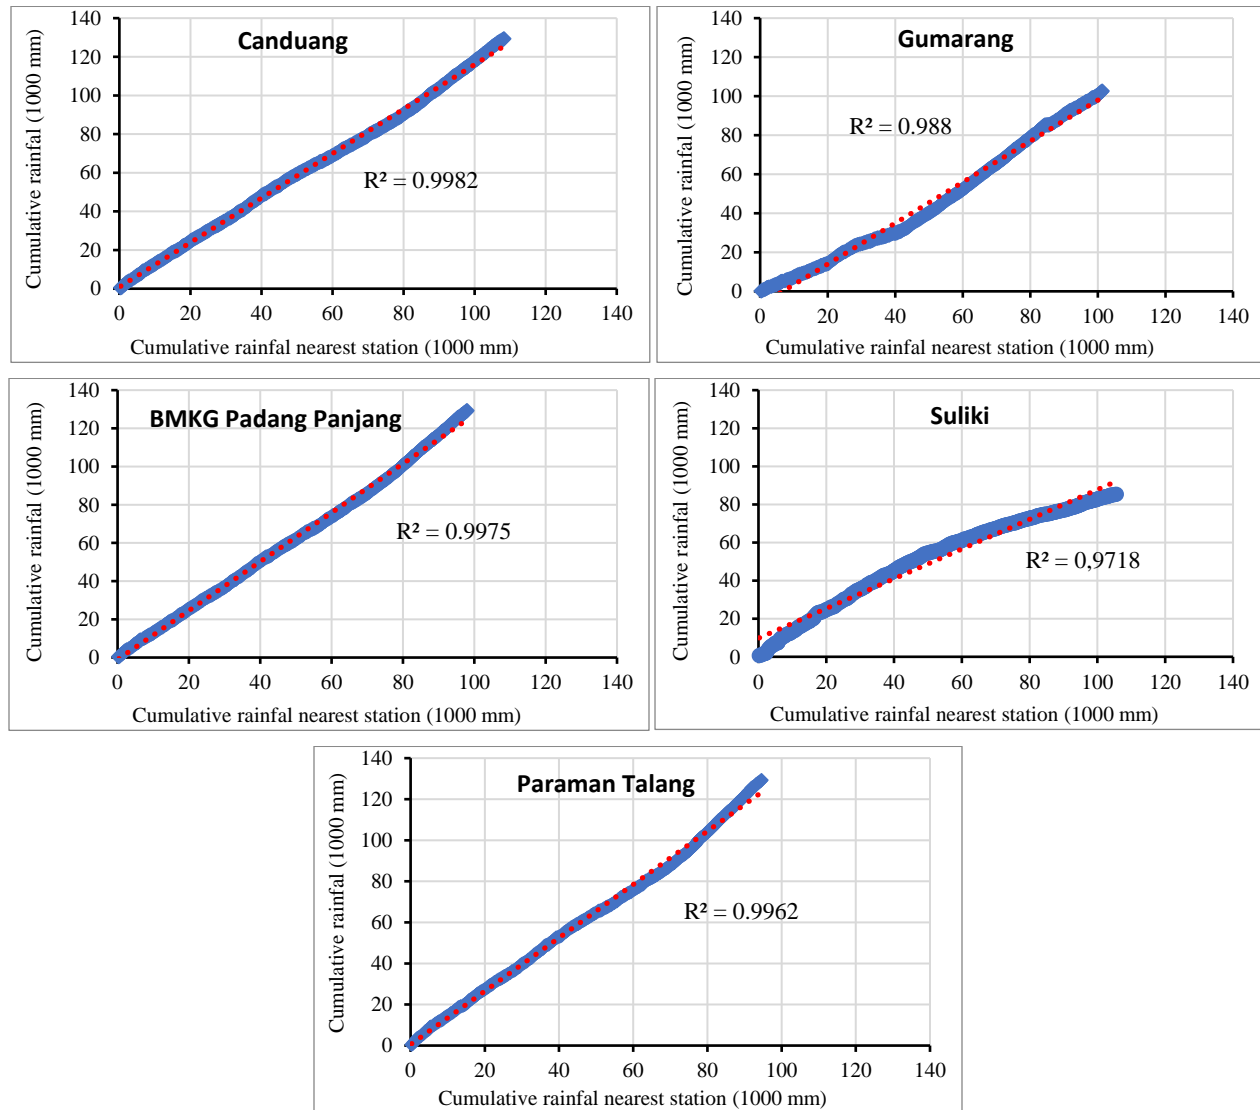 Canduang
Cumulative rainfal (1000 mm)
140
120
100
80
60
40
20
0
R² = 0.9982
0 20 40 60 80 100 120 140
Cumulative rainfal nearest station (1000 mm)
Gumarang
Cumulative rainfal (1000 mm)
140
120
100
80
60
40
20
0
R² = 0.988
0 20 40 60 80 100 120 140
Cumulative rainfal nearest station (1000 mm)
BMKG Padang Panjang
Cumulative rainfal (1000 mm)
140
120
100
80
60
40
20
0
R² = 0.9975
0 20 40 60 80 100 120 140
Cumulative rainfal nearest station (1000 mm)
Suliki
Cumulative rainfal (1000 mm)
140
120
100
80
60
40
20
0
R² = 0,9718
0 20 40 60 80 100 120 140
Cumulative rainfal nearest station (1000 mm)
Paraman Talang
Cumulative rainfal (1000 mm)
140
120
100
80
60
40
20
0
R² = 0.9962
0 20 40 60 80 100 120 140
Cumulative rainfal nearest station (1000 mm)